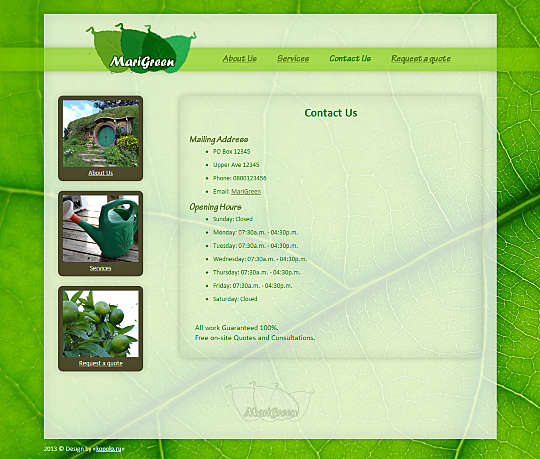 MariGreen
About Us Services Contact Us Request a quote
About Us
Services
Request a quote
Contact Us
Mailing Address
PO Box 12345
Upper Ave 12345
Phone: 0800123456
Email: MariGreen
Opening Hours
Sunday: Closed
Monday: 07:30a.m. - 04:30p.m.
Tuesday: 07:30a.m. - 04:30p.m.
Wednesday: 07:30a.m. - 04:30p.m.
Thursday: 07:30a.m. - 04:30p.m.
Friday: 07:30a.m. - 04:30p.m.
Saturday: Closed
All work Guaranteed 100%.
Free on-site Quotes and Consultations.
MariGreen
2013 © Design by